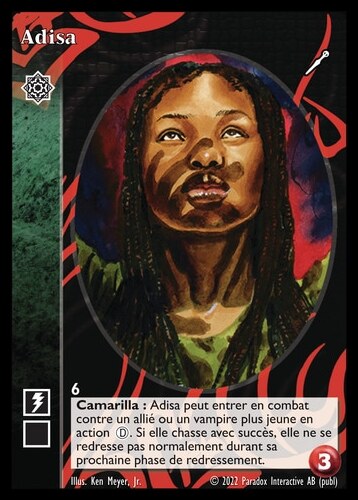 Adisa
6
Camarilla : Adisa peut entrer en combat
contre un allié ou un vampire plus jeune en
action Ⓓ. Si elle chasse avec succès, elle ne se
redresse pas normalement durant sa
prochaine phase de redressement.
3
Illus. Ken Meyer, Jr.
© 2022 Paradox Interactive AB (publ)